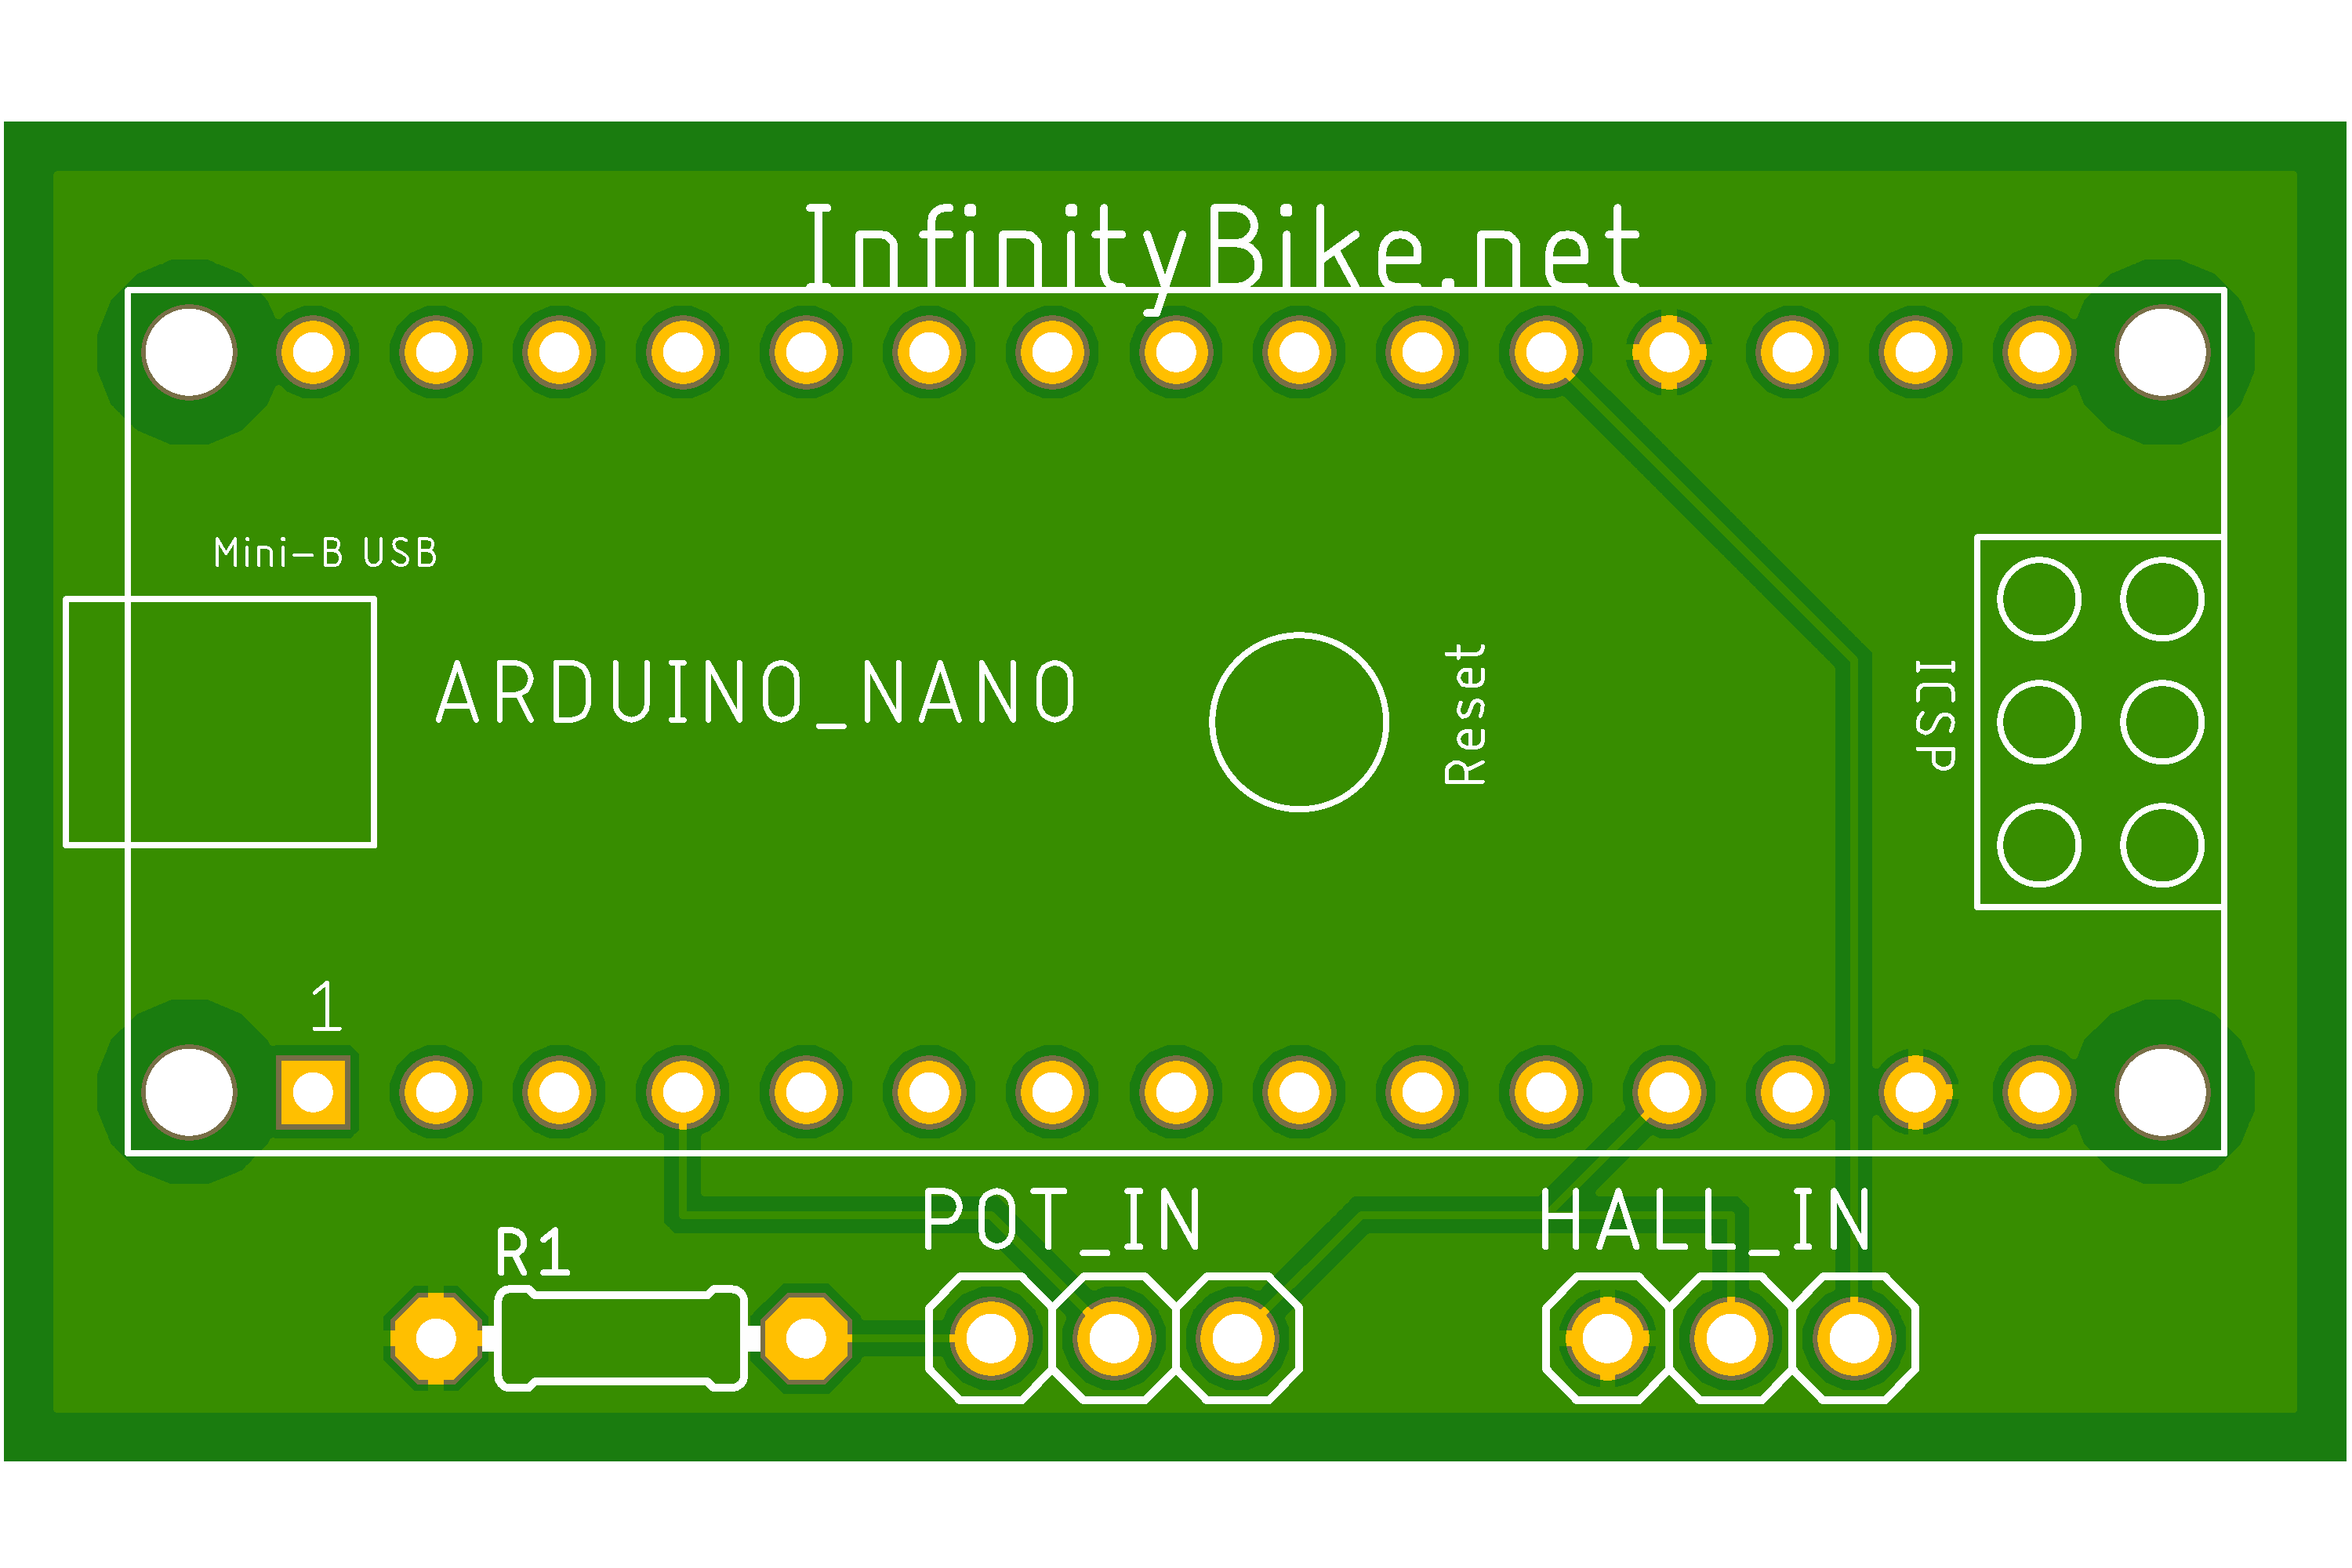 InfinityBike.net
Mini-B USB
ARDUINO_NANO
Reset
ICSP
1
POT_IN
HALL_IN
R1